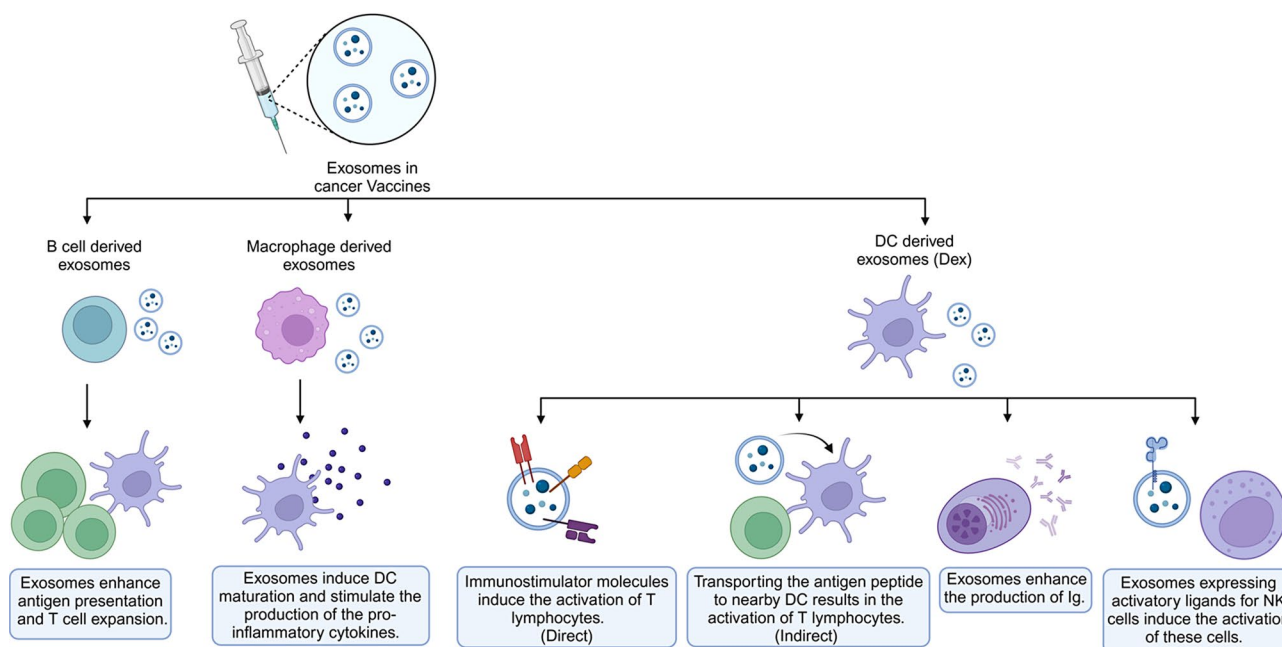 Exosomes in
cancer Vaccines
B cell derived
exosomes
Macrophage derived
exosomes
DC derived
exosomes (Dex)
Exosomes enhance
antigen presentation
and T cell expansion.
Exosomes induce DC
maturation and stimulate the
production of the pro-
inflammatory cytokines.
Immunostimulator molecules
induce the activation of T
lymphocytes.
(Direct)
Transporting the antigen peptide
to nearby DC results in the
activation of T lymphocytes.
(Indirect)
Exosomes enhance
the production of Ig.
Exosomes expressing
activatory ligands for NK
cells induce the activation
of these cells.